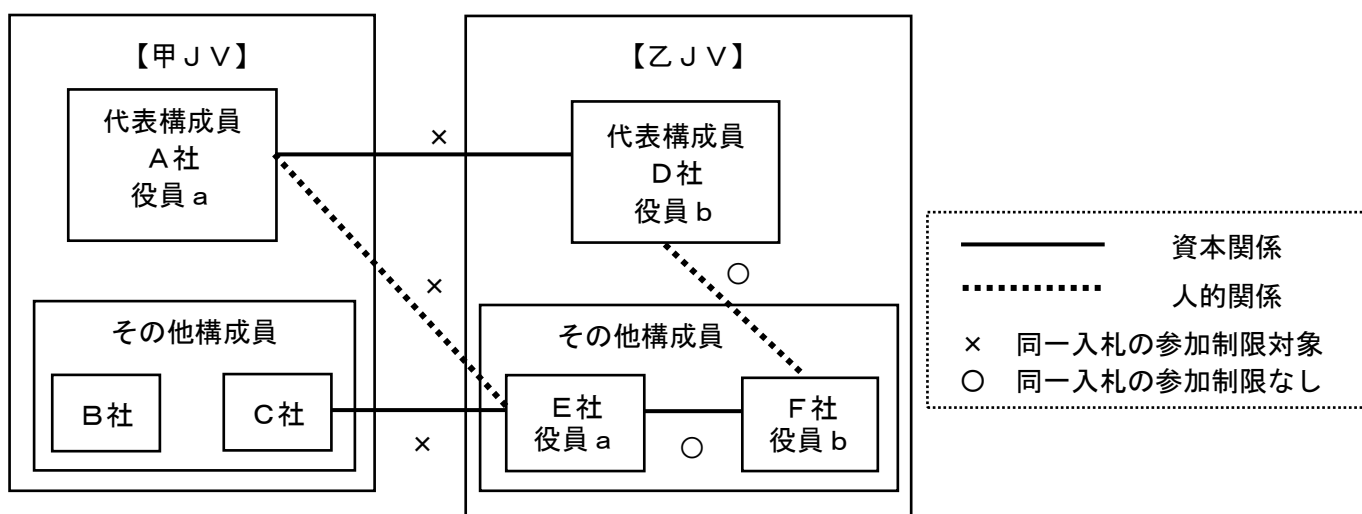 【甲ＪＶ】
代表構成員
Ａ社
役員ａ
その他構成員
Ｂ社
Ｃ社
×
×
×
【乙ＪＶ】
代表構成員
Ｄ社
役員ｂ
○
その他構成員
Ｅ社
役員ａ
○
Ｆ社
役員ｂ
資本関係
人的関係
× 同一入札の参加制限対象
○ 同一入札の参加制限なし